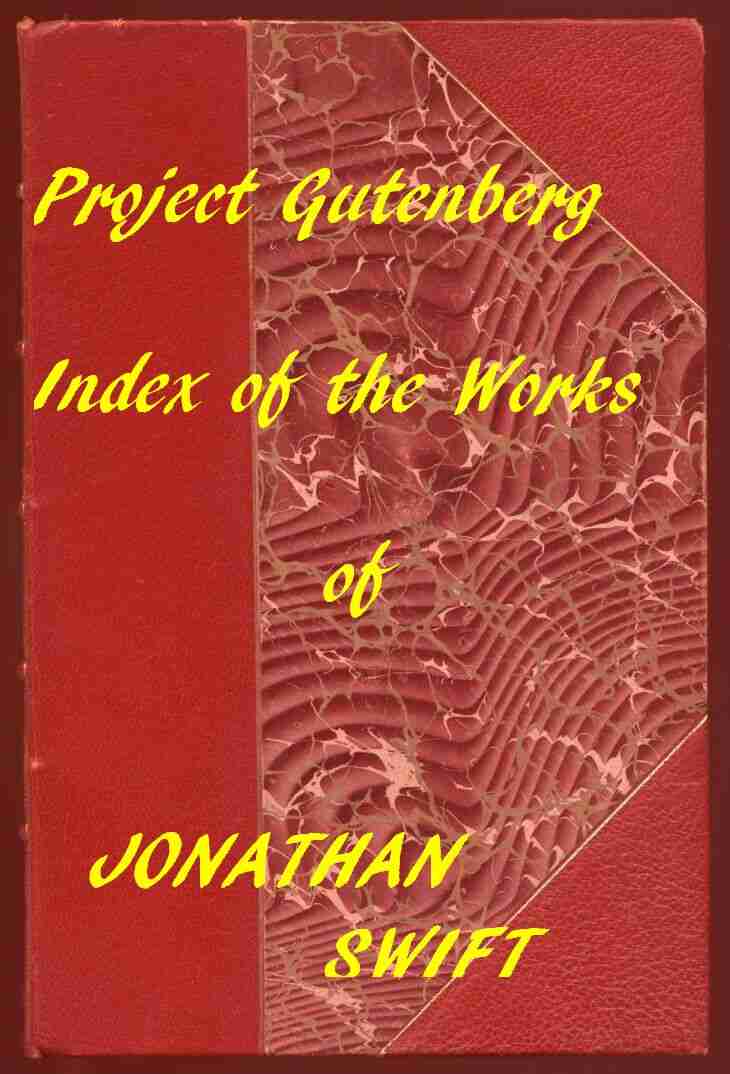 Project Gutenberg
Index of the Works
of
JONATHAN
SWIFT